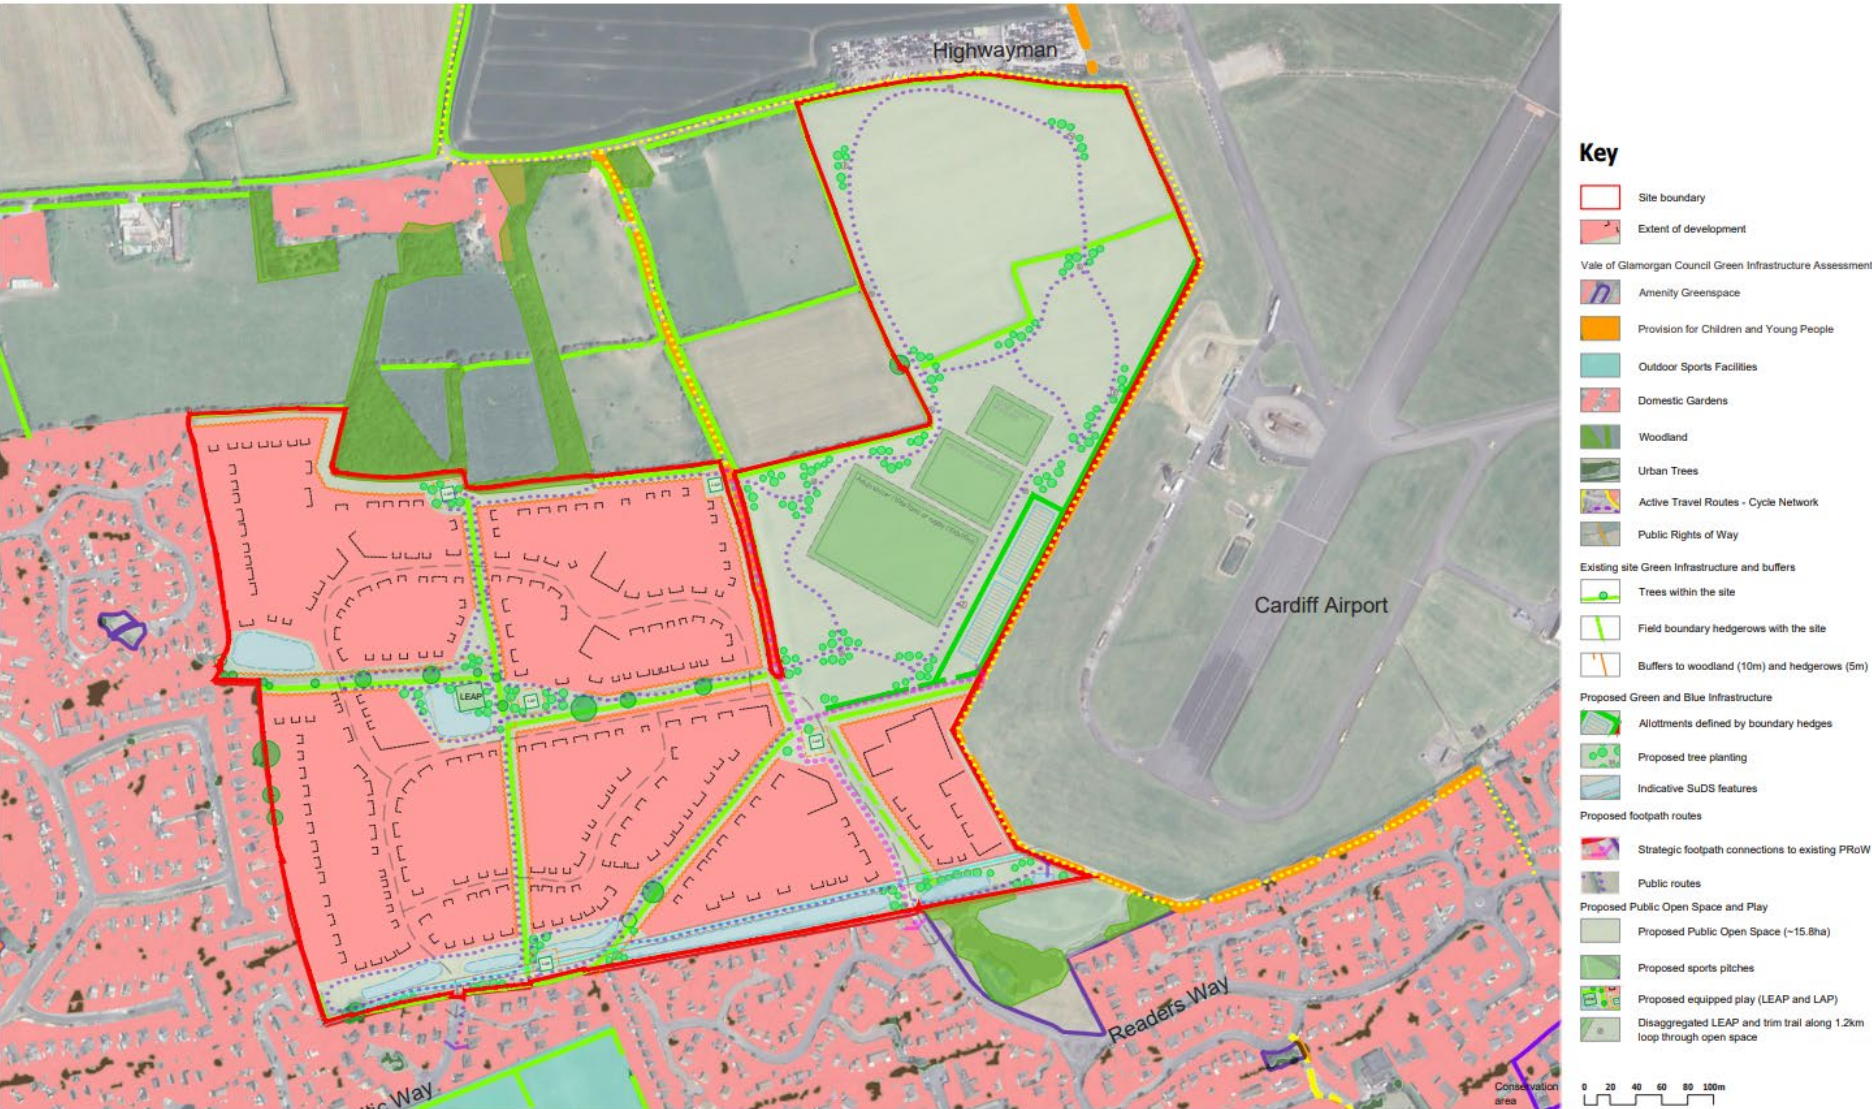 Highwayman
Cardiff Airport
LEAP
Readers Way
Way
Conservation
area
Key
Site boundary
Extent of development
Vale of Glamorgan Council Green Infrastructure Assessment
Amenity Greenspace
Provision for Children and Young People
Outdoor Sports Facilities
Domestic Gardens
Woodland
Urban Trees
Active Travel Routes - Cycle Network
Public Rights of Way
Existing site Green Infrastructure and buffers
Trees within the site
Field boundary hedgerows with the site
Buffers to woodland (10m) and hedgerows (5m)
Proposed Green and Blue Infrastructure
Allottments defined by boundary hedges
Proposed tree planting
Indicative SuDS features
Proposed footpath routes
Strategic footpath connections to existing PRoW
Public routes
Proposed Public Open Space and Play
Proposed Public Open Space (~15.8ha)
Proposed sports pitches
Proposed equipped play (LEAP and LAP)
Disaggregated LEAP and trim trail along 1.2km
loop through open space
0 20 40 60 80 100m